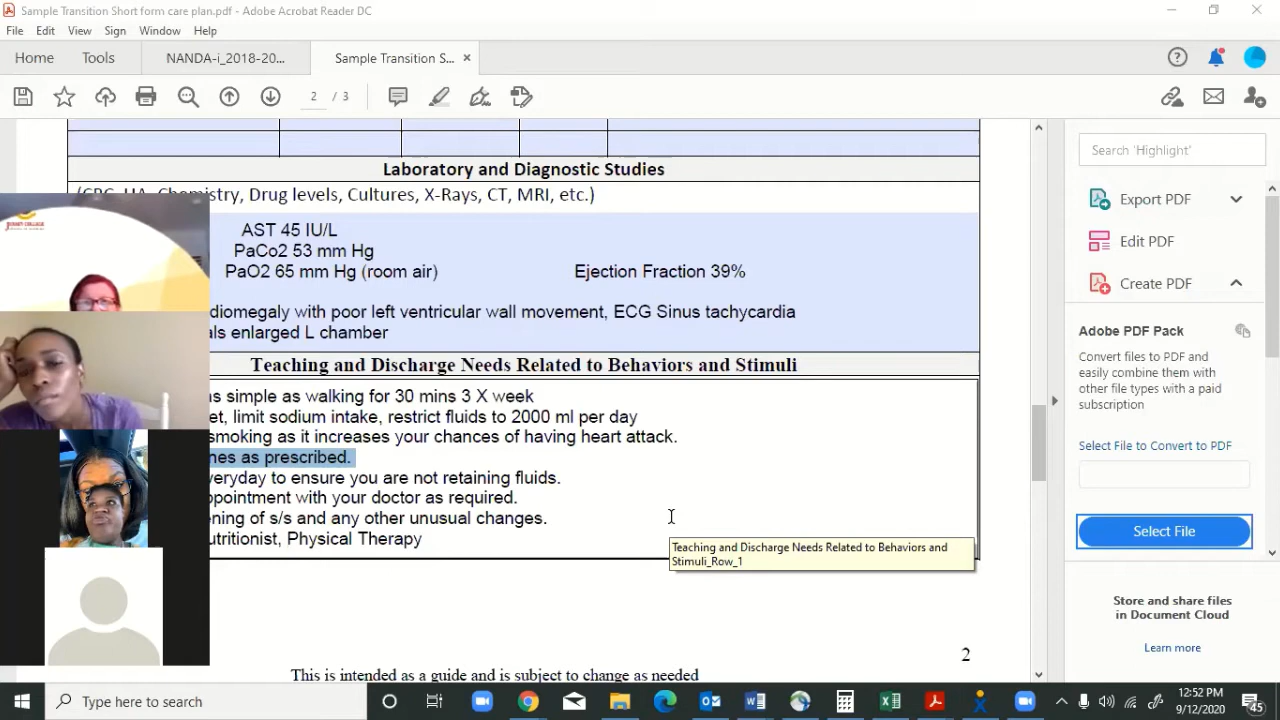 Sample Transition Short form care plan.pdf - Adobe Acrobat Reader DC
File Edit View Sign Window Help
Home Tools NANDA-i_2018-20... Sample Transition S... ×
2 / 3
Search 'Highlight'
Laboratory and Diagnostic Studies
(CBC, UA, Chemistry, Drug levels, Cultures, X-Rays, CT, MRI, etc.)
AST 45 IU/L
PaCo2 53 mm Hg
PaO2 65 mm Hg (room air) Ejection Fraction 39%
diomegaly with poor left ventricular wall movement, ECG Sinus tachycardia
als enlarged L chamber
Teaching and Discharge Needs Related to Behaviors and Stimuli
as simple as walking for 30 mins 3 X week
et, limit sodium intake, restrict fluids to 2000 ml per day
smoking as it increases your chances of having heart attack.
nes as prescribed.
veryday to ensure you are not retaining fluids.
ppointment with your doctor as required.
ening of s/s and any other unusual changes.
utritionist, Physical Therapy
Teaching and Discharge Needs Related to Behaviors and
Stimuli_Row_1
2
This is intended as a guide and is subject to change as needed
Export PDF
Edit PDF
Create PDF
Adobe PDF Pack
Convert files to PDF and
easily combine them with
other file types with a paid
subscription
Select File to Convert to PDF
Select File
Store and share files
in Document Cloud
Learn more
Type here to search
12:52 PM
9/12/2020
45